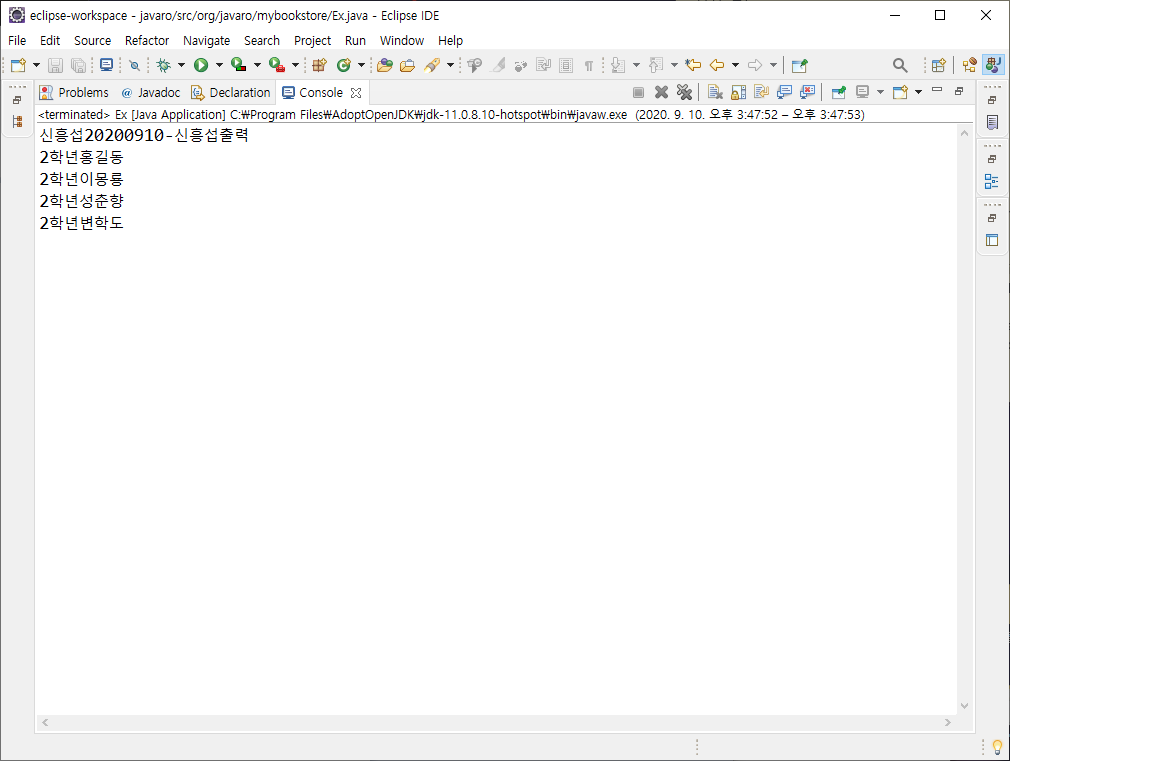 eclipse-workspace - javaro/src/org/javaro/mybookstore/Ex.java - Eclipse IDE
File Edit Source Refactor Navigate Search Project Run Window Help
Problems @ Javadoc Declaration Console
<terminated> Ex [Java Application] C:₩Program Files₩AdoptOpenJDK₩jdk-11.0.8.10-hotspot₩bin₩javaw.exe (2020. 9. 10. 오후 3:47:52 – 오후 3:47:53)
신흥섭20200910-신흥섭출력
2학년홍길동
2학년이몽룡
2학년성춘향
2학년변학도